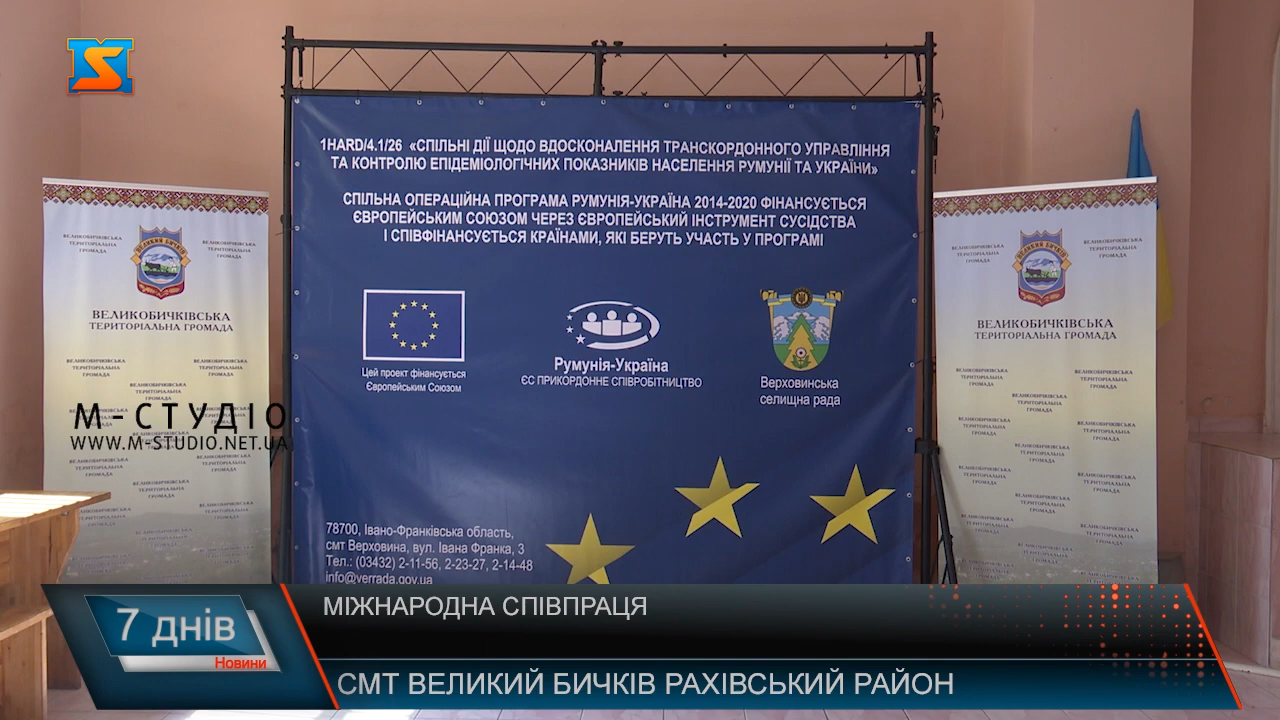 1HARD/4.1/26 «СПІЛЬНІ ДІЇ ЩОДО ВДОСКОНАЛЕННЯ ТРАНСКОРДОННОГО УПРАВЛІННЯ
ТА КОНТРОЛЮ ЕПІДЕМІОЛОГІЧНИХ ПОКАЗНИКІВ НАСЕЛЕННЯ РУМУНІЇ ТА УКРАЇНИ»
СПІЛЬНА ОПЕРАЦІЙНА ПРОГРАМА РУМУНІЯ-УКРАЇНА 2014-2020 ФІНАНСУЄТЬСЯ
ЄВРОПЕЙСЬКИМ СОЮЗОМ ЧЕРЕЗ ЄВРОПЕЙСЬКИЙ ІНСТРУМЕНТ СУСІДСТВА
І СПІВФІНАНСУЄТЬСЯ КРАЇНАМИ, ЯКІ БЕРУТЬ УЧАСТЬ У ПРОГРАМІ
Цей проект фінансується
Європейським Союзом
Румунія-Україна
ЄС ПРИКОРДОННЕ СПІВРОБІТНИЦТВО
Верховинська
селищна рада
78700, Івано-Франківська область,
смт Верховина, вул. Івана Франка, 3
Тел.: (03432) 2-11-56, 2-23-27, 2-14-48
info@verrada.gov.ua
ВЕЛИКИЙ БИЧКІВ
ВЕЛИКОБИЧКІВСЬКА
ТЕРИТОРІАЛЬНА ГРОМАДА
ВЕЛИКИЙ БИЧКІВ
ВЕЛИКОБИЧКІВСЬКА
ТЕРИТОРІАЛЬНА ГРОМАДА
М-СТУДІО
WWW.M-STUDIO.NET.UA
7 днів
Новини
МІЖНАРОДНА СПІВПРАЦЯ
СМТ ВЕЛИКИЙ БИЧКІВ РАХІВСЬКИЙ РАЙОН